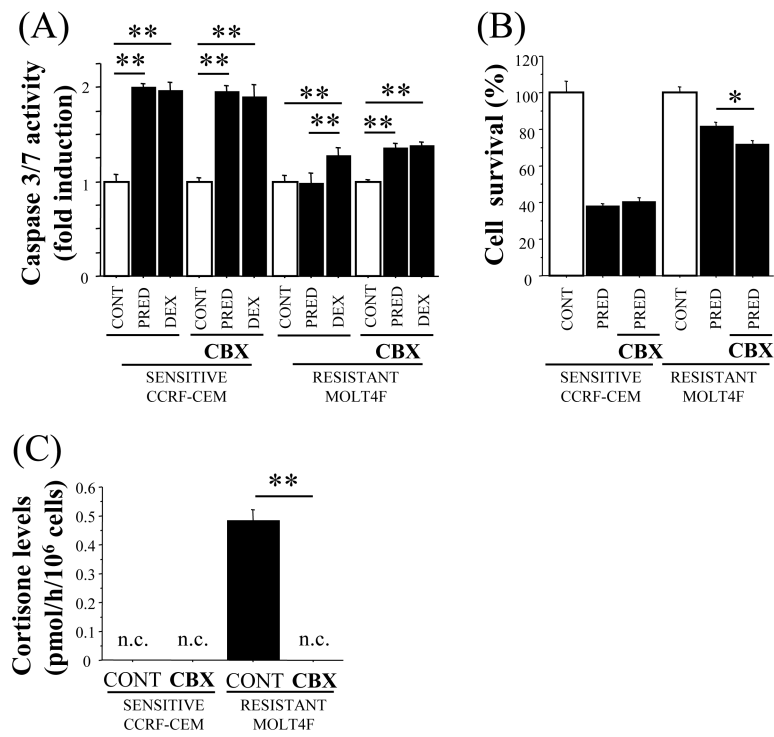 (A)
Caspase 3/7 activity
(fold induction)
2
1
0
** ** ** ** ** ** ** **
CONT PRED DEX CONT PRED DEX CONT PRED DEX CONT PRED DEX
CBX CBX
SENSITIVE RESISTANT
CCRF-CEM MOLT4F
(B)
Cell survival (%)
120
100
80
60
40
20
0
*
CONT PRED PRED CONT PRED PRED
CBX CBX
SENSITIVE RESISTANT
CCRF-CEM MOLT4F
(C)
Cortisone levels
(pmol/h/10⁶ cells)
0.6
0.5
0.4
0.3
0.2
0.1
0
**
n.c. n.c. n.c.
CONT CBX CONT CBX
SENSITIVE RESISTANT
CCRF-CEM MOLT4F